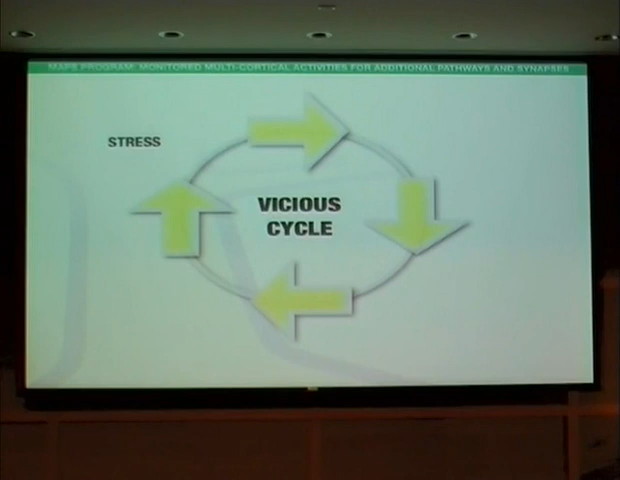 MAPS PROGRAM: MONITORED MULTI-CORTICAL ACTIVITIES FOR ADDITIONAL PATHWAYS AND SYNAPSES
STRESS
VICIOUS
CYCLE